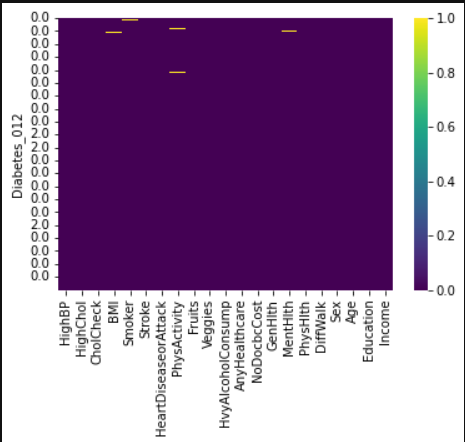 Diabetes_012
0.0
0.0
0.0
0.0
0.0
0.0
0.0
0.0
0.0
2.0
0.0
0.0
0.0
0.0
0.0
0.0
2.0
0.0
0.0
0.0
0.0
HighBP
HighChol
CholCheck
BMI
Smoker
Stroke
HeartDiseaseorAttack
PhysActivity
Fruits
Veggies
HvyAlcoholConsump
AnyHealthcare
NoDocbcCost
GenHlth
MentHlth
PhysHlth
DiffWalk
Sex
Age
Education
Income
1.0
0.8
0.6
0.4
0.2
0.0